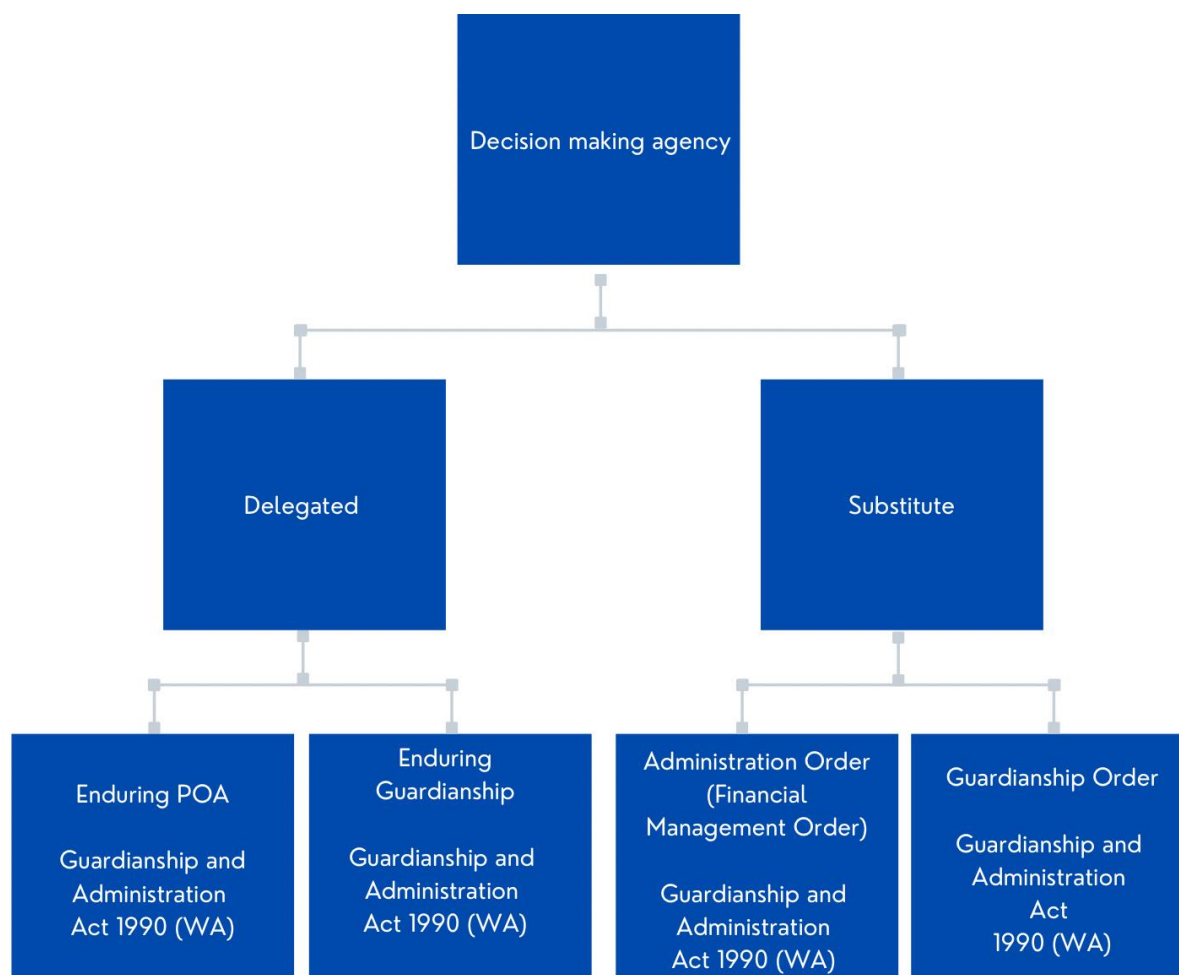 Decision making agency
Delegated
Substitute
Enduring POA
Guardianship and
Administration
Act 1990 (WA)
Enduring
Guardianship
Guardianship and
Administration
Act 1990 (WA)
Administration Order
(Financial
Management Order)
Guardianship and
Administration
Act 1990 (WA)
Guardianship Order
Guardianship and
Administration
Act
1990 (WA)